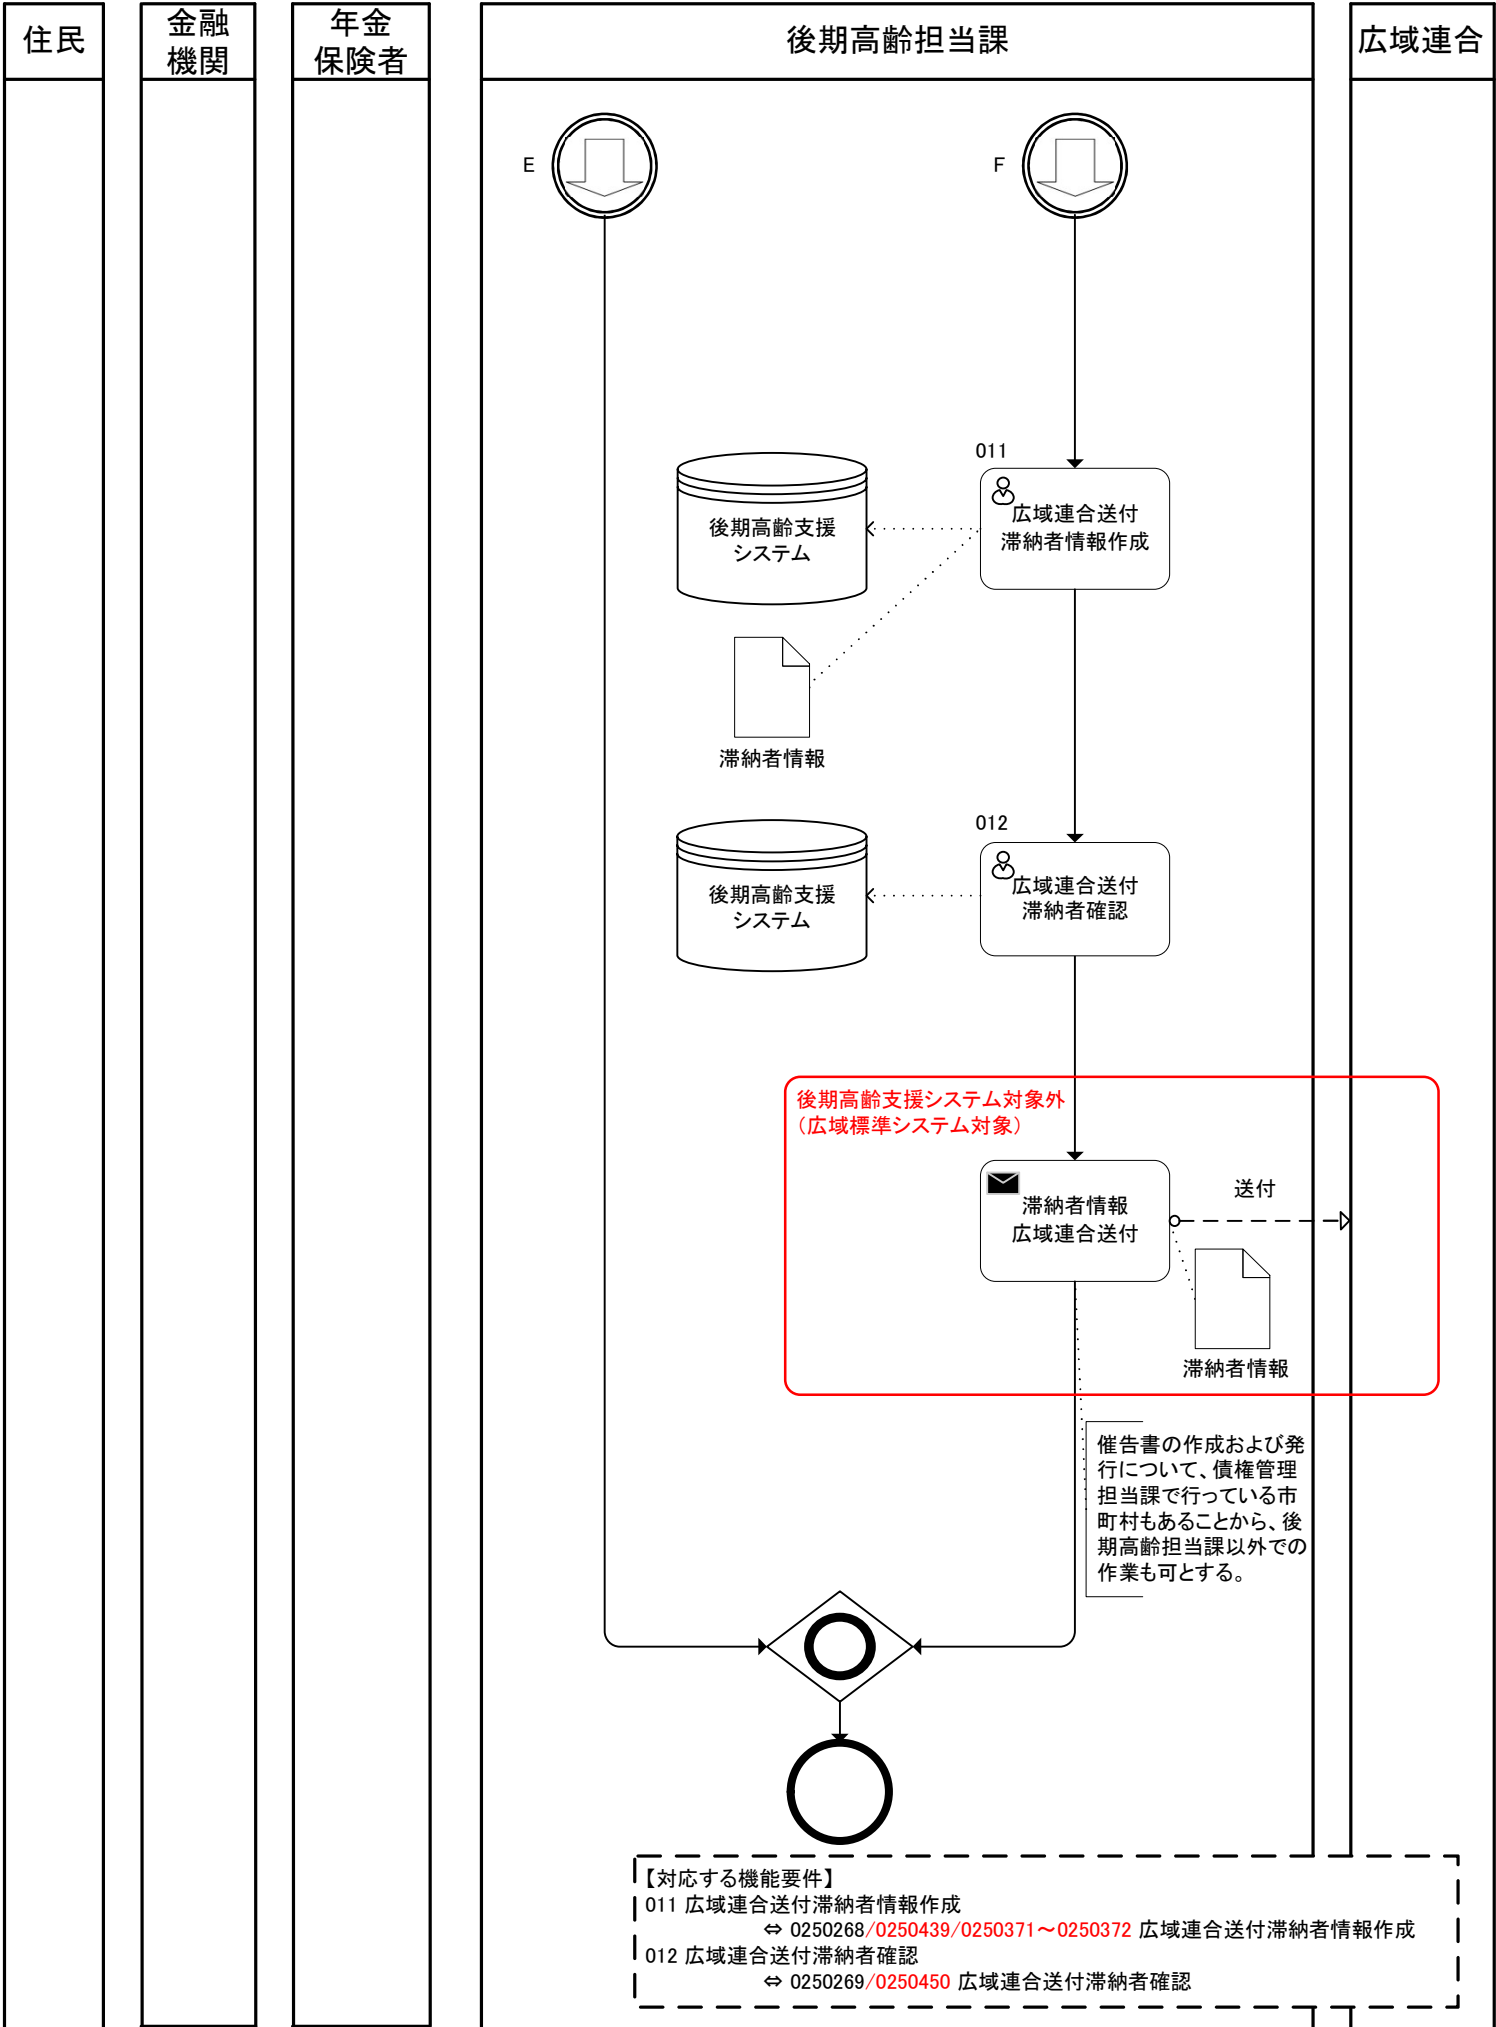 住民
金融
機関
年金
保険者
後期高齢担当課
広域連合
E
F
011
広域連合送付
滞納者情報作成
後期高齢支援
システム
滞納者情報
012
広域連合送付
滞納者確認
後期高齢支援
システム
後期高齢支援システム対象外
（広域標準システム対象）
滞納者情報
広域連合送付
送付
滞納者情報
催告書の作成および発
行について、債権管理
担当課で行っている市
町村もあることから、後
期高齢担当課以外での
作業も可とする。
【対応する機能要件】
011 広域連合送付滞納者情報作成
⇔ 0250268/0250439/0250371～0250372 広域連合送付滞納者情報作成
012 広域連合送付滞納者確認
⇔ 0250269/0250450 広域連合送付滞納者確認